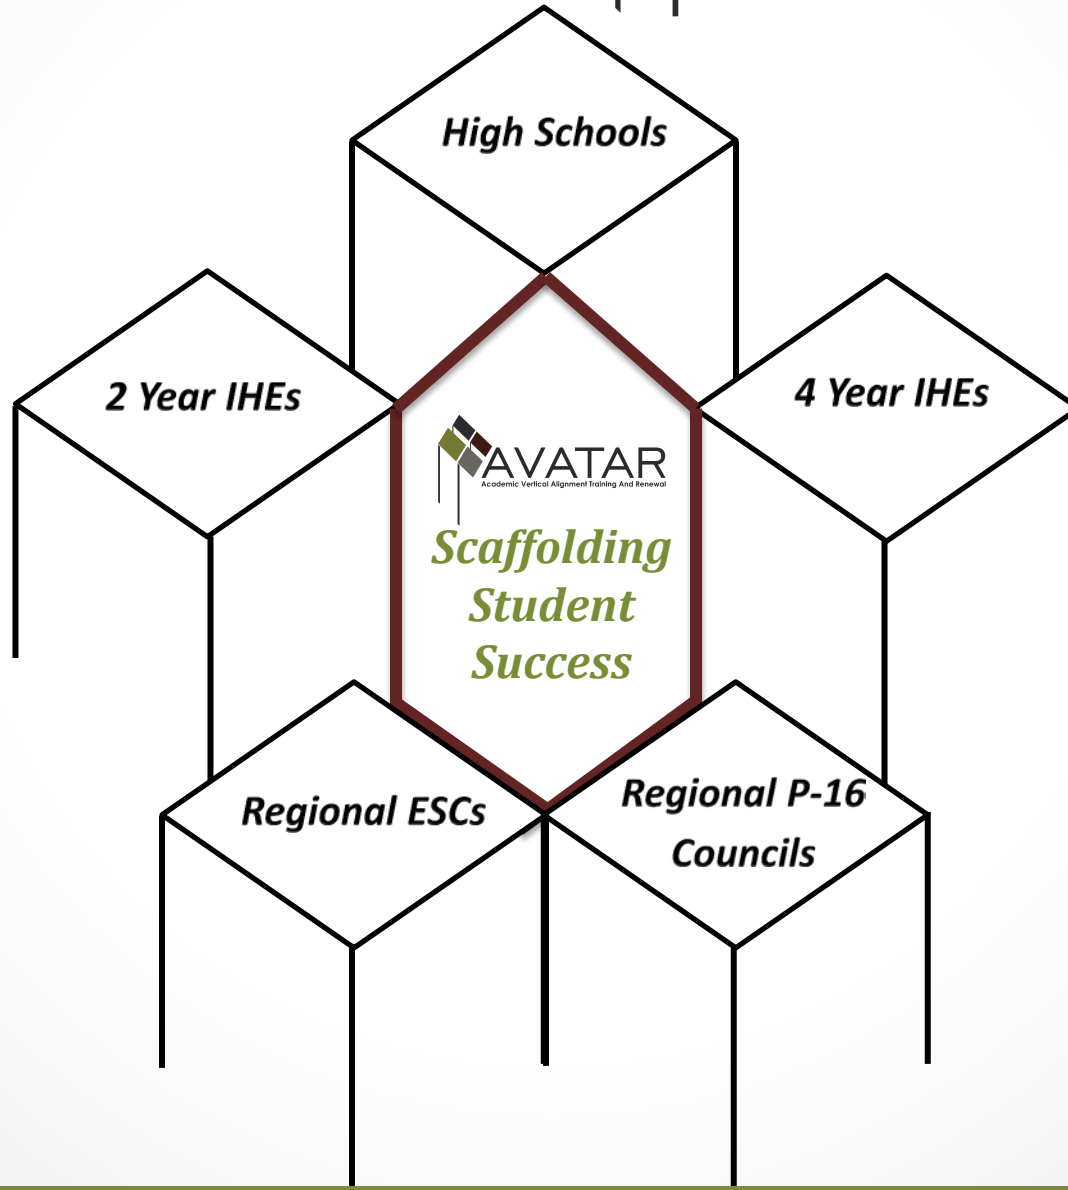 High Schools
2 Year IHEs
4 Year IHEs
AVATAR
Academic Vertical Alignment Training And Renewal
Scaffolding
Student
Success
Regional ESCs
Regional P-16
Councils